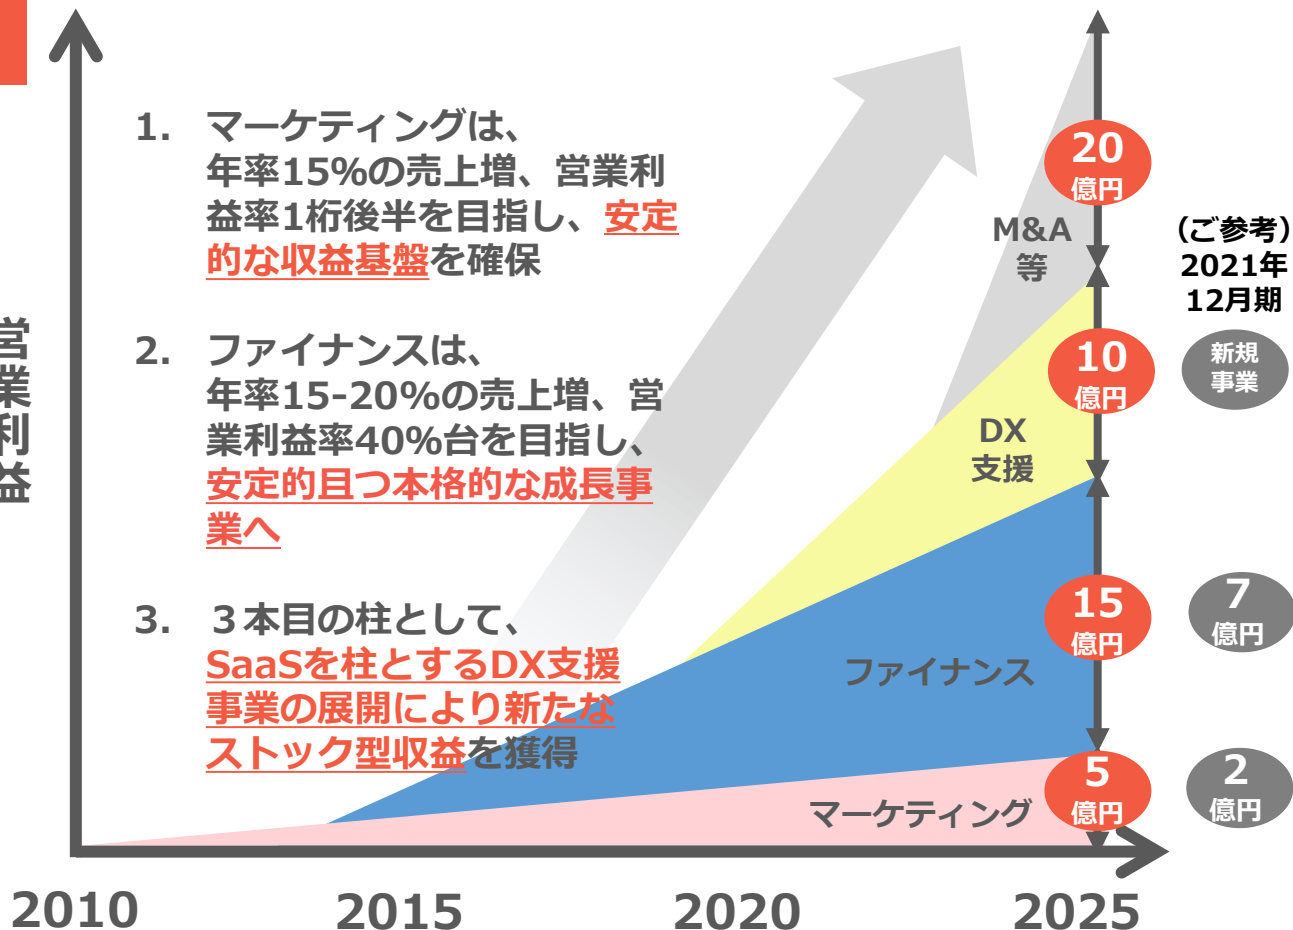 1. マーケティングは、
年率15%の売上増、営業利
益率1桁後半を目指し、安定
的な収益基盤を確保
2. ファイナンスは、
年率15-20%の売上増、営
業利益率40%台を目指し、
安定的且つ本格的な成長事
業へ
3. ３本目の柱として、
SaaSを柱とするDX支援
事業の展開により新たな
ストック型収益を獲得
営業利益
20
億円
M&A
等
(ご参考)
2021年
12月期
10
億円
新規
事業
DX
支援
15
億円
7
億円
ファイナンス
5
億円
2
億円
マーケティング
2010
2015
2020
2025